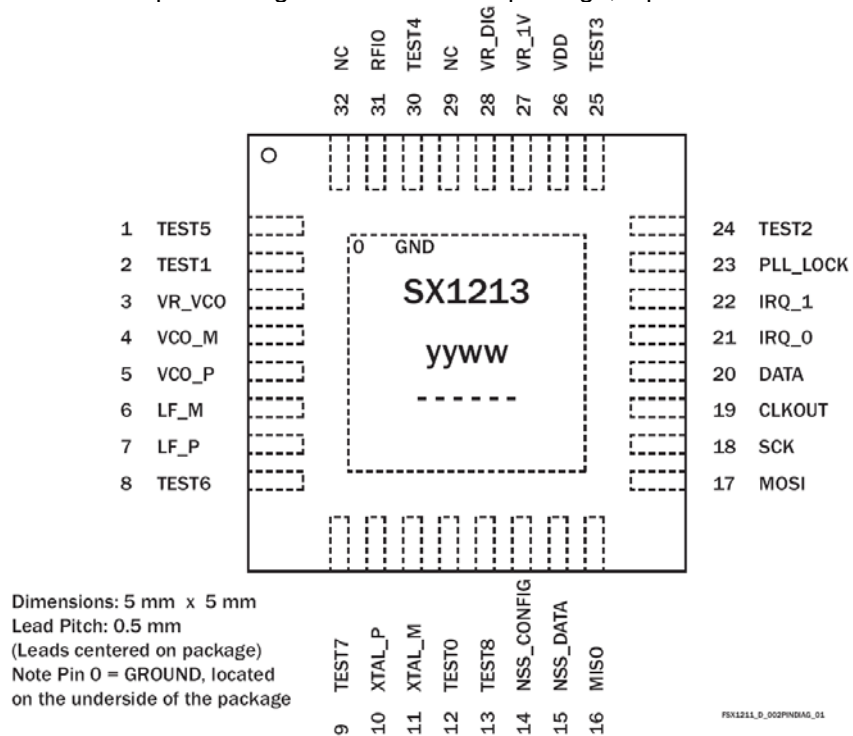 NC
RFIO
TEST4
NC
VR_DIG
VR_1V
VDD
TEST3
32
31
30
29
28
27
26
25
1 TEST5
2 TEST1
3 VR_VCO
4 VCO_M
5 VCO_P
6 LF_M
7 LF_P
8 TEST6
0 GND
SX1213
yyww
------
24 TEST2
23 PLL_LOCK
22 IRQ_1
21 IRQ_0
20 DATA
19 CLKOUT
18 SCK
17 MOSI
Dimensions: 5 mm x 5 mm
Lead Pitch: 0.5 mm
(Leads centered on package)
Note Pin 0 = GROUND, located
on the underside of the package
9 TEST7
10 XTAL_P
11 XTAL_M
12 TEST0
13 TEST8
14 NSS_CONFIG
15 NSS_DATA
16 MISO
FSX1211_D_002PINDIAG_01